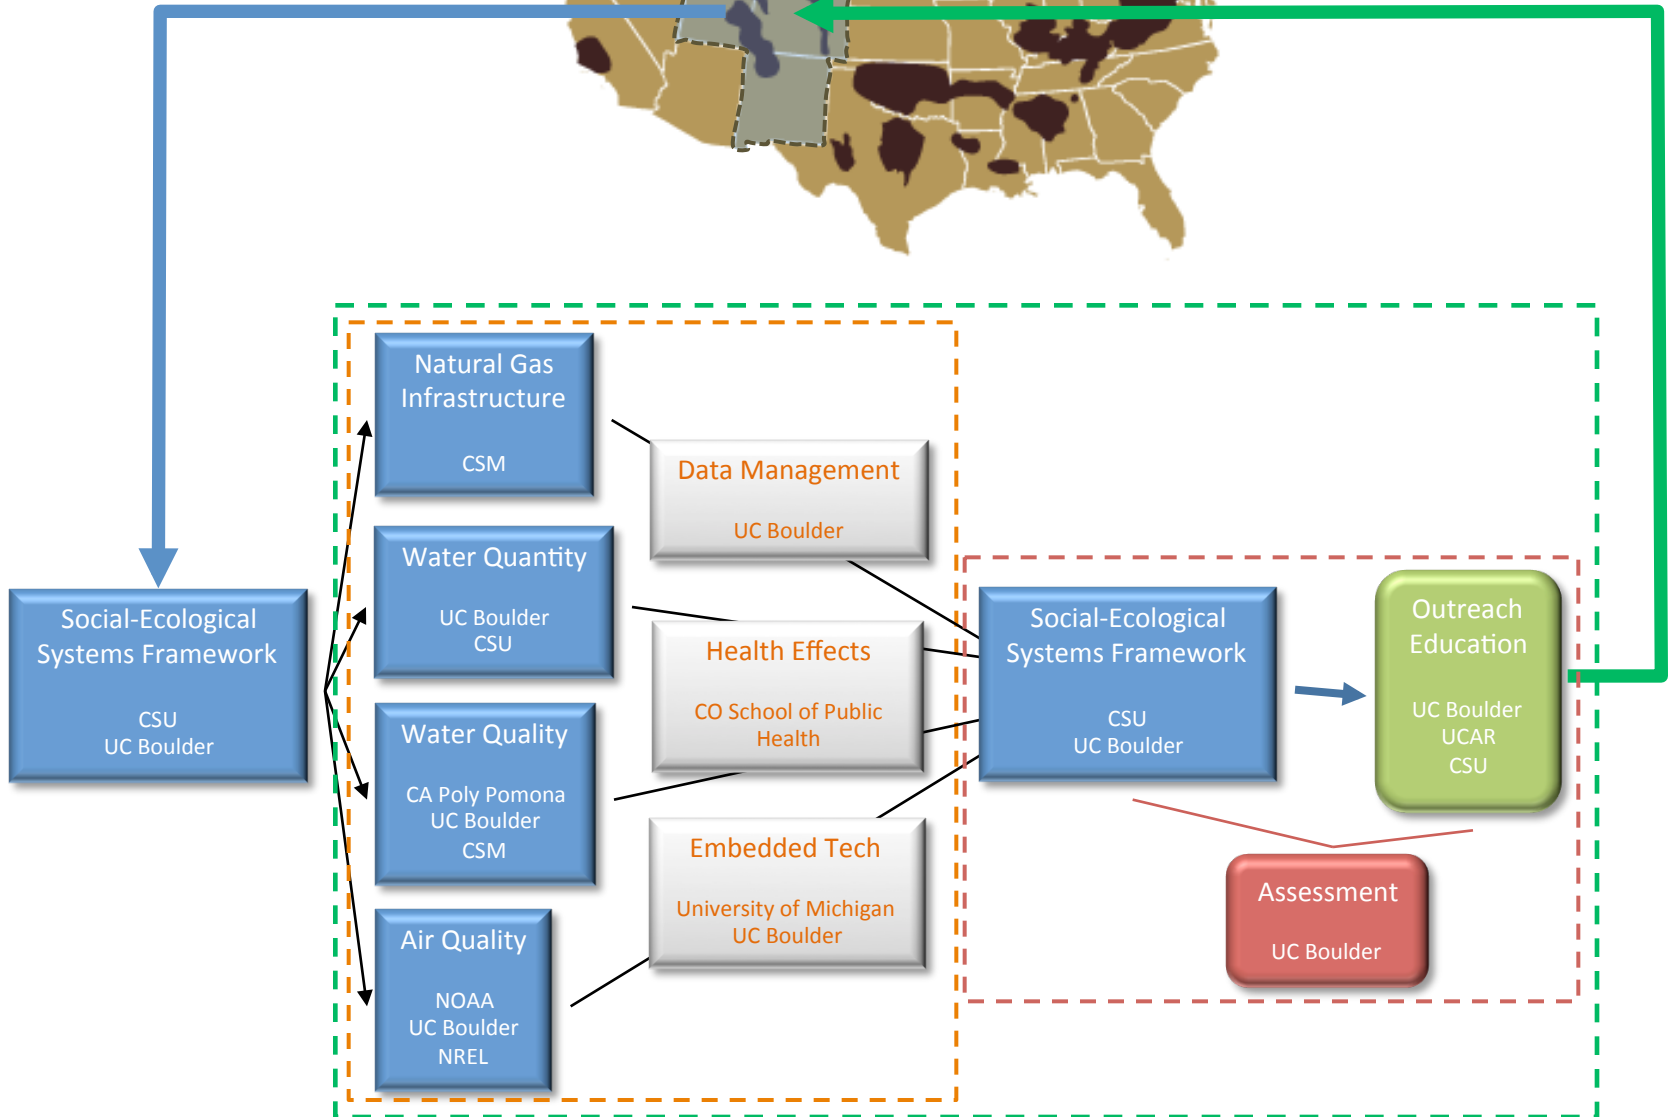 Natural Gas
Infrastructure
CSM
Data Management
UC Boulder
Water Quantity
UC Boulder
CSU
Social-Ecological
Systems Framework
CSU
UC Boulder
Health Effects
CO School of Public
Health
Water Quality
CA Poly Pomona
UC Boulder
CSM
Embedded Tech
University of Michigan
UC Boulder
Air Quality
NOAA
UC Boulder
NREL
Social-Ecological
Systems Framework
CSU
UC Boulder
Outreach
Education
UC Boulder
UCAR
CSU
Assessment
UC Boulder